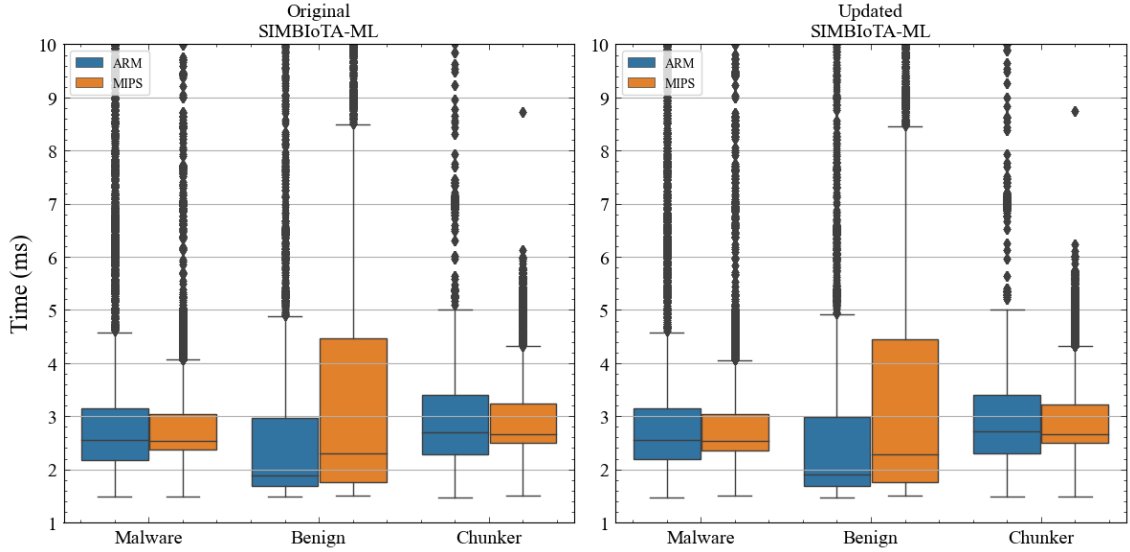 Original
SIMBIoTA-ML
Updated
SIMBIoTA-ML
Time (ms)
10
9
8
7
6
5
4
3
2
1
ARM
MIPS
Malware
Benign
Chunker
10
9
8
7
6
5
4
3
2
1
ARM
MIPS
Malware
Benign
Chunker